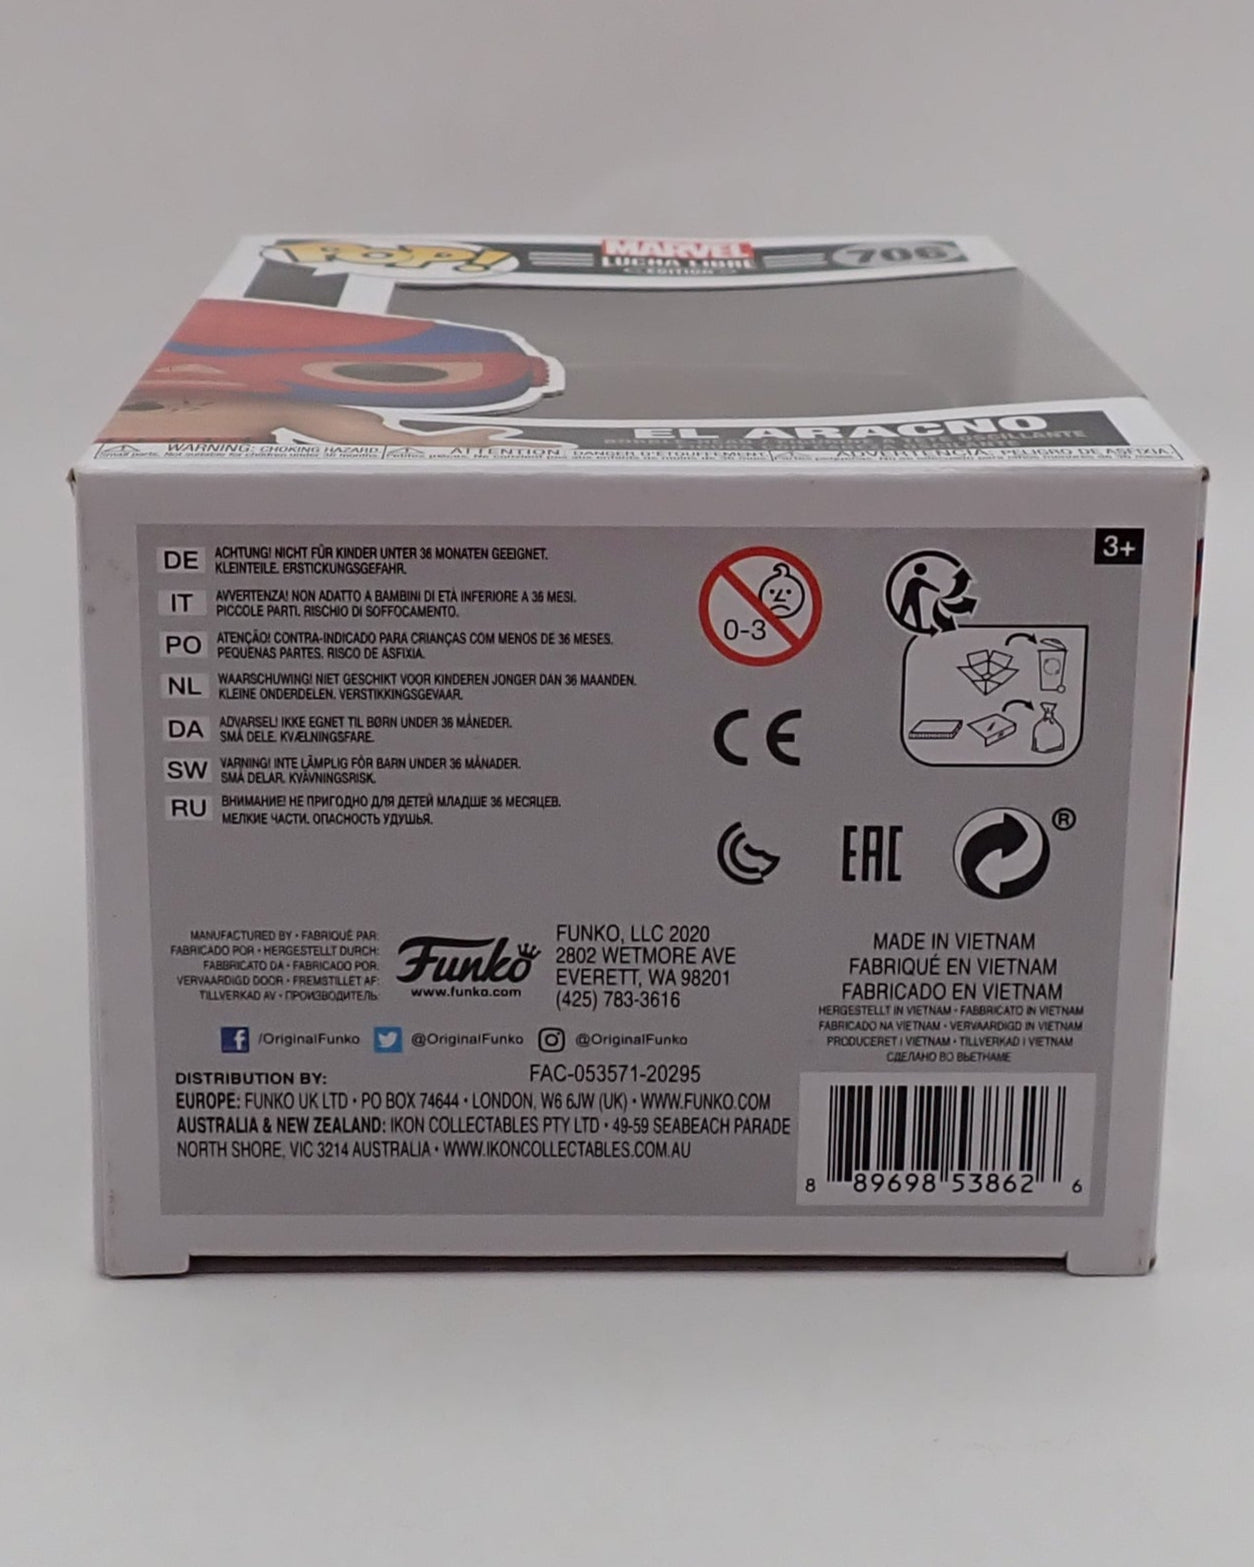 POP!
MARVEL
LUCHA LIBRE
EDITION
706
EL ARACNO
WARNING: CHOKING HAZARD.
Small parts. Not suitable for children under 36 months.
ATTENTION: DANGER D'ÉTOUFFEMENT
ADVERTENCIA: PELIGRO DE ASFIXIA.
3+
DE ACHTUNG! NICHT FÜR KINDER UNTER 36 MONATEN GEEIGNET.
KLEINTEILE. ERSTICKUNGSGEFAHR.
IT AVVERTENZA! NON ADATTO A BAMBINI DI ETÀ INFERIORE A 36 MESI.
PICCOLE PARTI. RISCHIO DI SOFFOCAMENTO.
PO ATENÇÃO! CONTRA-INDICADO PARA CRIANÇAS COM MENOS DE 36 MESES.
PEQUENAS PARTES. RISCO DE ASFIXIA.
NL WAARSCHUWING! NIET GESCHIKT VOOR KINDEREN JONGER DAN 36 MAANDEN.
KLEINE ONDERDELEN. VERSTIKKINGSGEVAAR.
DA ADVARSEL! IKKE EGNET TIL BØRN UNDER 36 MÅNEDER.
SMÅ DELE. KVÆLNINGSFARE.
SW VARNING! INTE LÄMPLIG FÖR BARN UNDER 36 MÅNADER.
SMÅ DELAR. KVÄVNINGSRISK.
RU ВНИМАНИЕ! НЕ ПРИГОДНО ДЛЯ ДЕТЕЙ МЛАДШЕ 36 МЕСЯЦЕВ.
МЕЛКИЕ ЧАСТИ. ОПАСНОСТЬ УДУШЬЯ.
0-3
CE
EAC
®
MANUFACTURED BY • FABRIQUÉ PAR:
FABRICADO POR • HERGESTELLT DURCH:
FABBRICATO DA • FABRICADO POR:
VERVAARDIGD DOOR • FREMSTILLET AF:
TILLVERKAD AV • ПРОИЗВОДИТЕЛЬ:
Funko
www.funko.com
FUNKO, LLC 2020
2802 WETMORE AVE
EVERETT, WA 98201
(425) 783-3616
/OriginalFunko @OriginalFunko @OriginalFunko
FAC-053571-20295
DISTRIBUTION BY:
EUROPE: FUNKO UK LTD • PO BOX 74644 • LONDON, W6 6JW (UK) • WWW.FUNKO.COM
AUSTRALIA & NEW ZEALAND: IKON COLLECTABLES PTY LTD • 49-59 SEABEACH PARADE
NORTH SHORE, VIC 3214 AUSTRALIA • WWW.IKONCOLLECTABLES.COM.AU
MADE IN VIETNAM
FABRIQUÉ EN VIETNAM
FABRICADO EN VIETNAM
HERGESTELLT IN VIETNAM • FABBRICATO IN VIETNAM
FABRICADO NA VIETNAM • VERVAARDIGD IN VIETNAM
PRODUCERET I VIETNAM • TILLVERKAD I VIETNAM
СДЕЛАНО ВО ВЬЕТНАМЕ
8 89698 53862 6